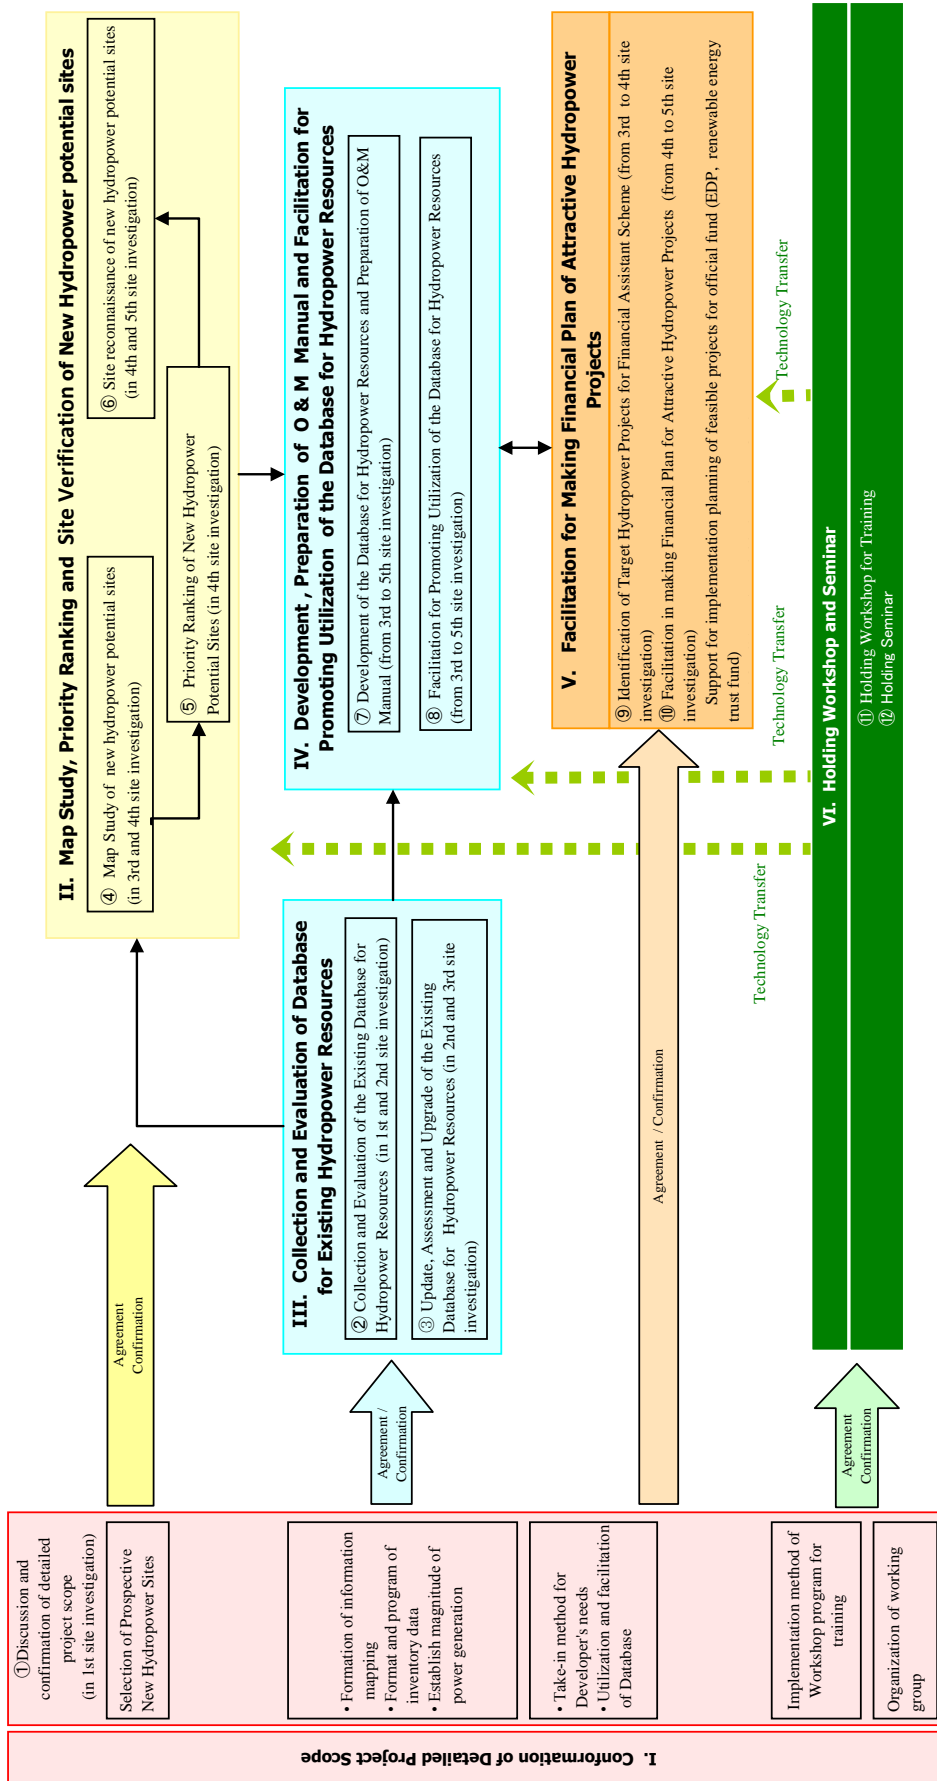 I. Conformation of Detailed Project Scope
①Discussion and
confirmation of detailed
project scope
(in 1st site investigation)
Selection of Prospective
New Hydropower Sites
• Formation of information
mapping
• Format and program of
inventory data
• Establish magnitude of
power generation
• Take-in method for
Developer's needs
• Utilization and facilitation
of Database
Implementation method of
Workshop program for
training
Organization of working
group
Agreement
Confirmation
Agreement /
Confirmation
Agreement / Confirmation
Agreement
Confirmation
II. Map Study, Priority Ranking and Site Verification of New Hydropower potential sites
④ Map Study of new hydropower potential sites
(in 3rd and 4th site investigation)
⑤ Priority Ranking of New Hydropower
Potential Sites (in 4th site investigation)
⑥ Site reconnaissance of new hydropower potential sites
(in 4th and 5th site investigation)
III. Collection and Evaluation of Database
for Existing Hydropower Resources
② Collection and Evaluation of the Existing Database for
Hydropower Resources (in 1st and 2nd site investigation)
③ Update, Assessment and Upgrade of the Existing
Database for Hydropower Resources (in 2nd and 3rd site
investigation)
IV. Development , Preparation of O & M Manual and Facilitation for
Promoting Utilization of the Database for Hydropower Resources
⑦ Development of the Database for Hydropower Resources and Preparation of O&M
Manual (from 3rd to 5th site investigation)
⑧ Facilitation for Promoting Utilization of the Database for Hydropower Resources
(from 3rd to 5th site investigation)
V. Facilitation for Making Financial Plan of Attractive Hydropower
Projects
⑨ Identification of Target Hydropower Projects for Financial Assistant Scheme (from 3rd to 4th site
investigation)
⑩ Facilitation in making Financial Plan for Attractive Hydropower Projects (from 4th to 5th site
investigation)
Support for implementation planning of feasible projects for official fund (EDP, renewable energy
trust fund)
Technology Transfer
Technology Transfer
Technology Transfer
VI. Holding Workshop and Seminar
⑪ Holding Workshop for Training
⑫ Holding Seminar